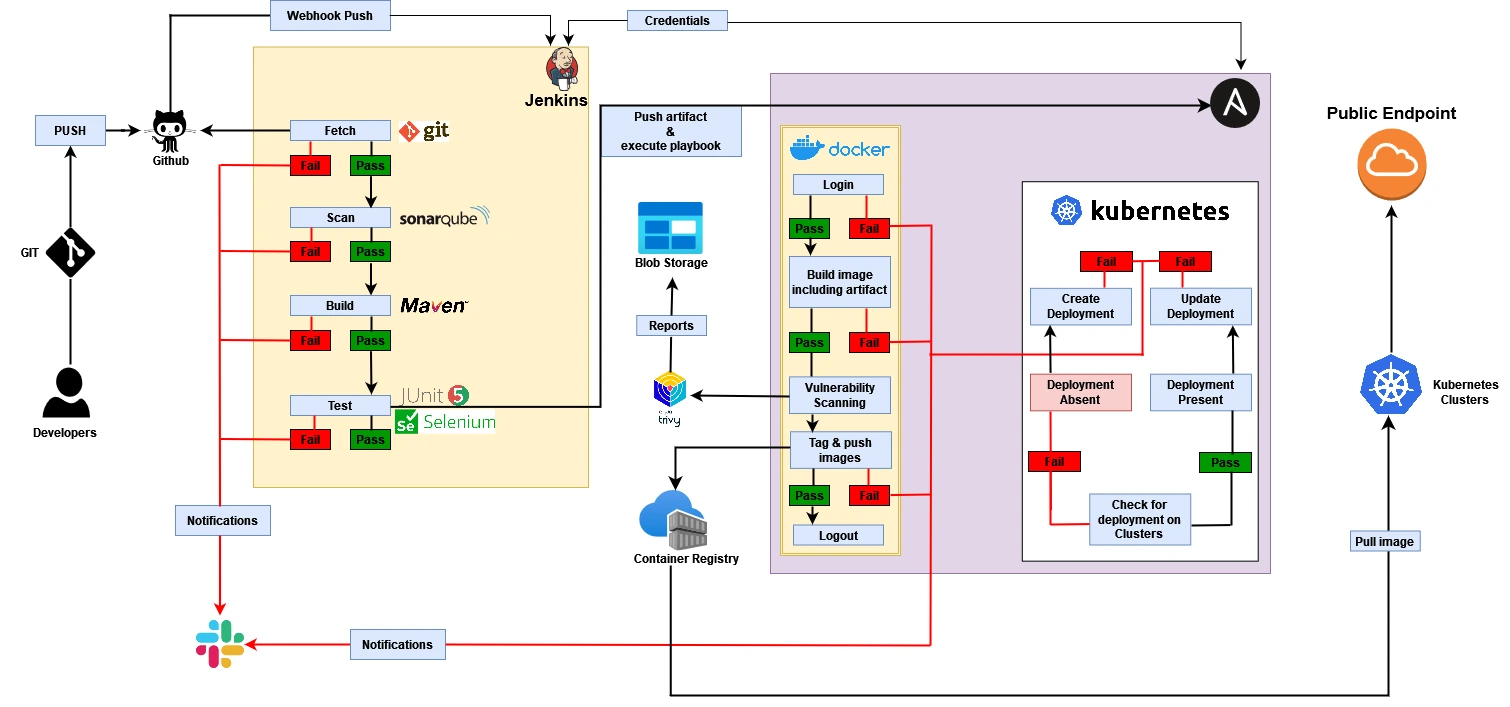 Webhook Push
Credentials
Jenkins
PUSH
Github
GIT
Developers
Fetch
git
Fail
Pass
Scan
sonarqube
Fail
Pass
Build
Maven
Fail
Pass
Test
JUnit 5
Se Selenium
Fail
Pass
Notifications
Notifications
Push artifact
&
execute playbook
Blob Storage
Reports
trivy
Container Registry
docker
Login
Pass
Fail
Build image
including artifact
Pass
Fail
Vulnerability
Scanning
Tag & push
images
Pass
Fail
Logout
kubernetes
Fail
Fail
Create
Deployment
Update
Deployment
Deployment
Absent
Deployment
Present
Fail
Pass
Check for
deployment on
Clusters
Public Endpoint
Kubernetes
Clusters
Pull image